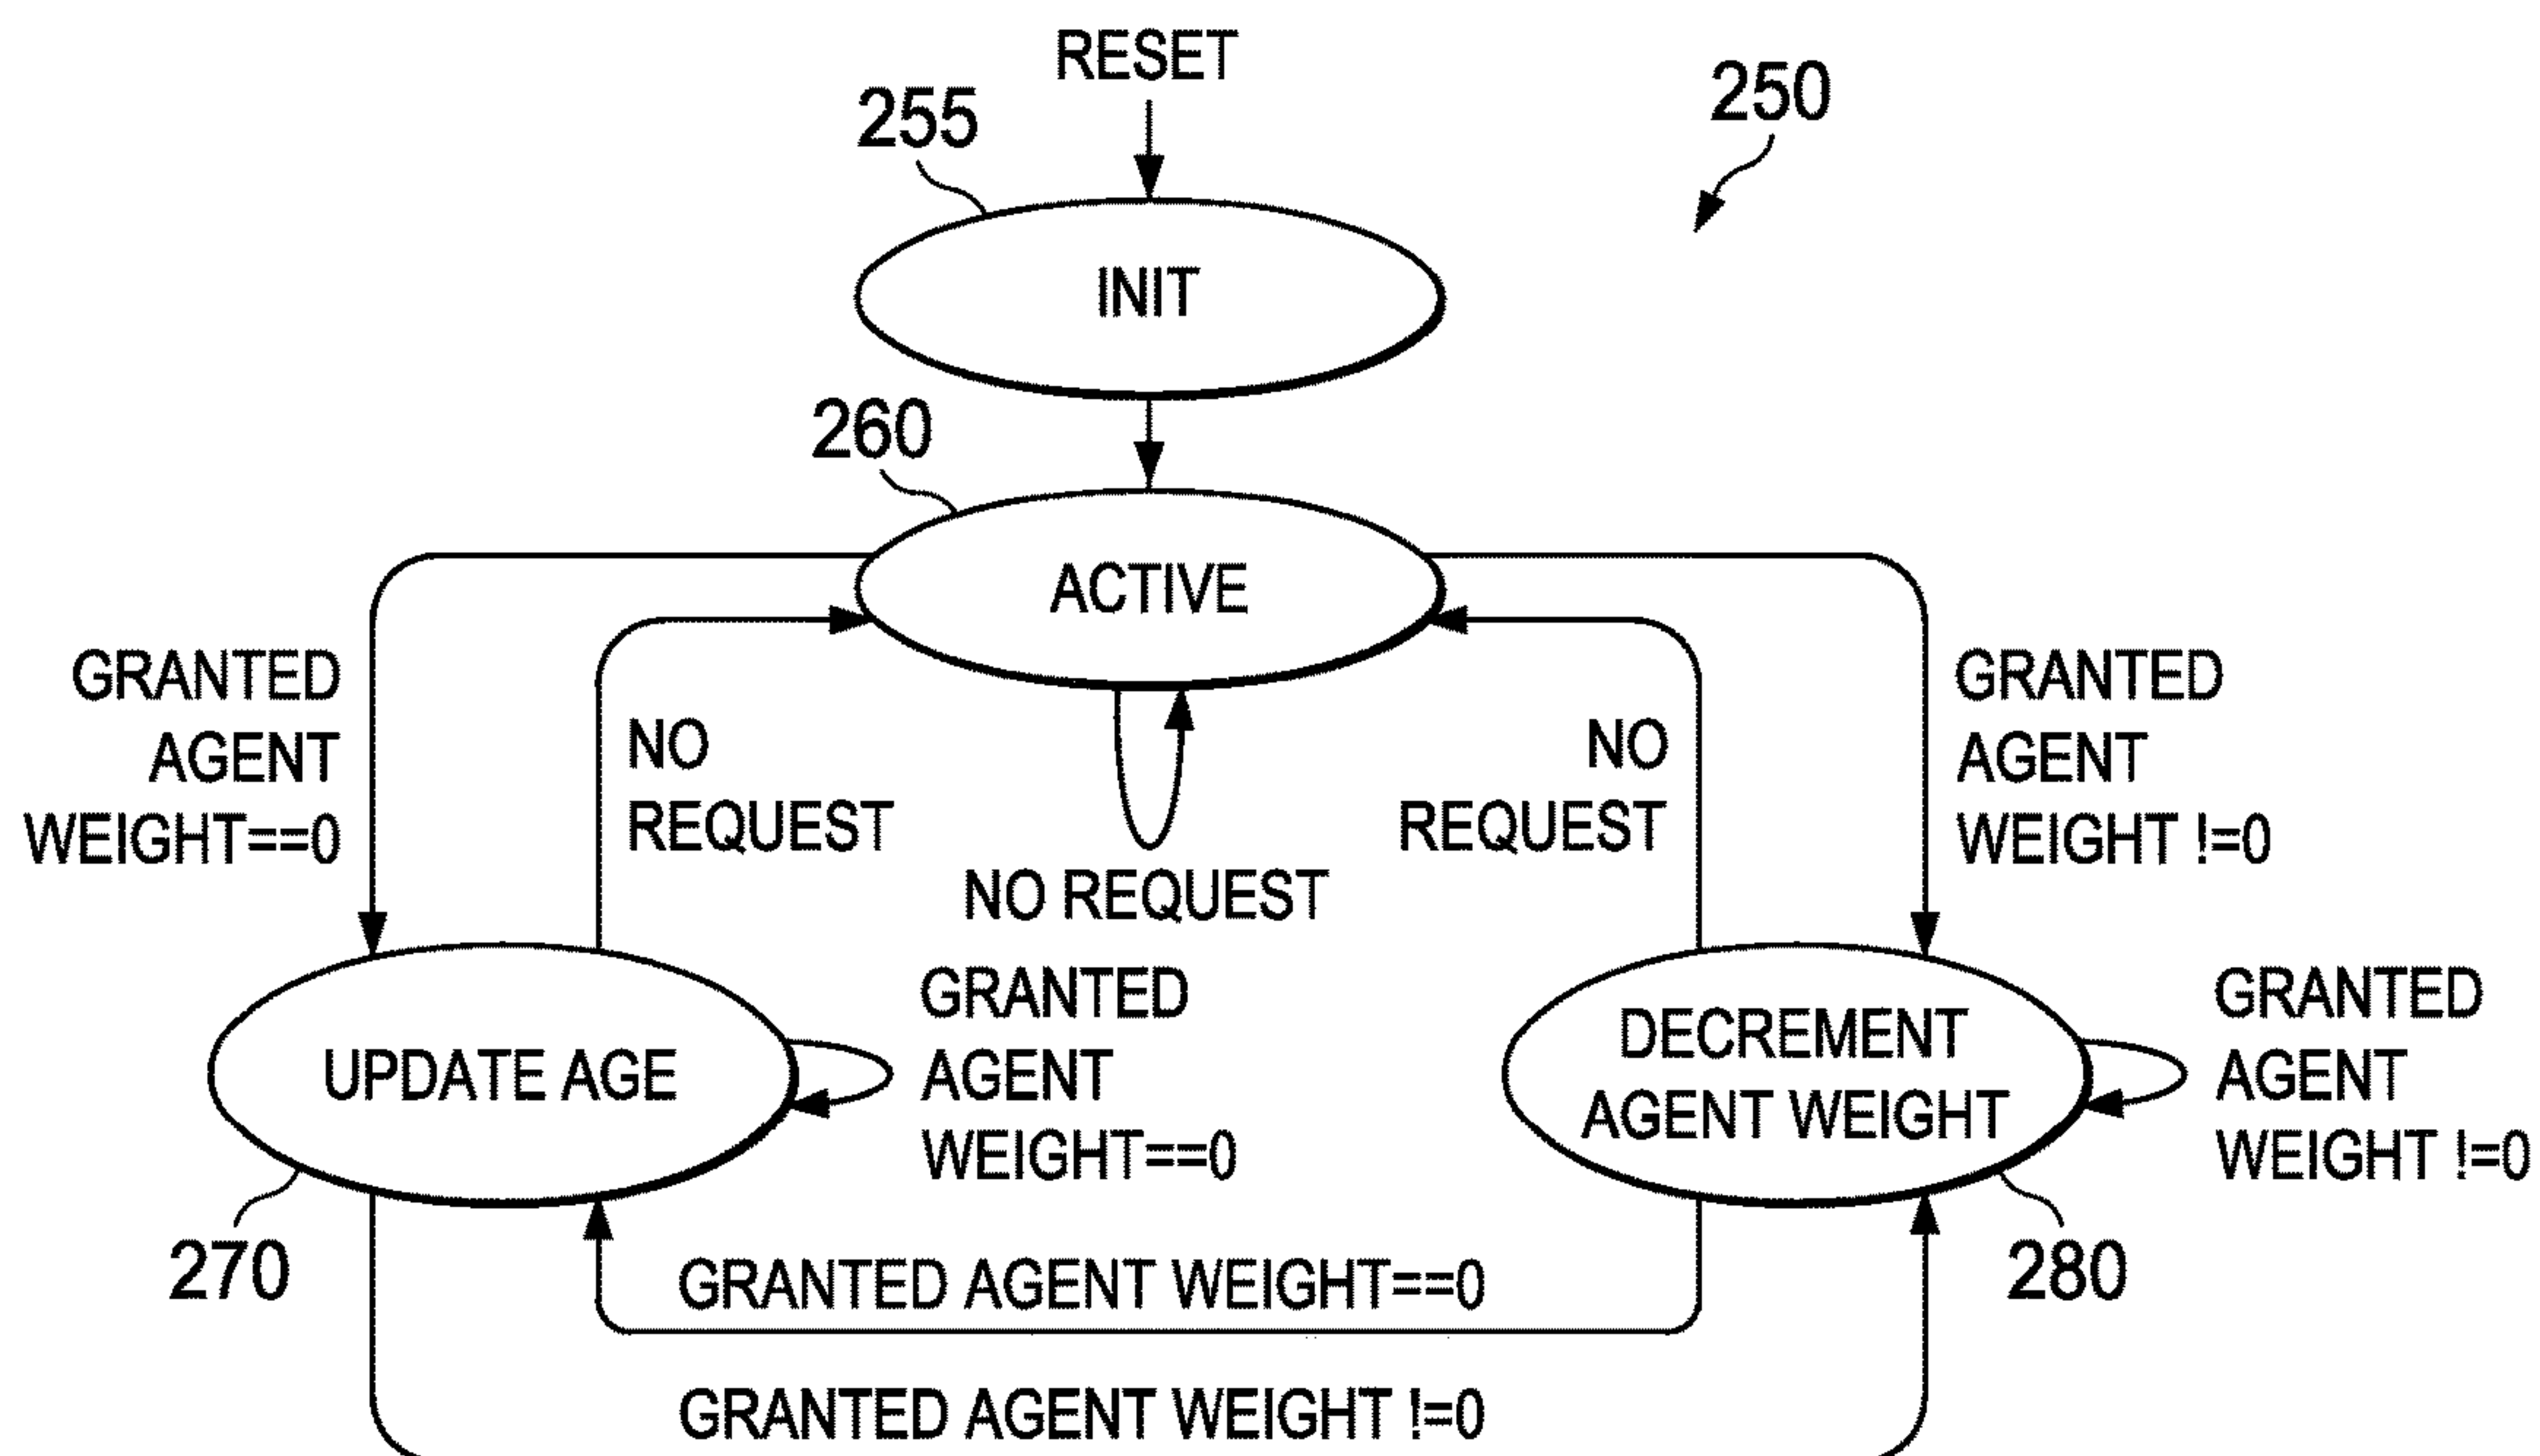 RESET
255
250
INIT
260
ACTIVE
GRANTED
AGENT
WEIGHT==0
NO
REQUEST
NO REQUEST
NO
REQUEST
GRANTED
AGENT
WEIGHT !=0
UPDATE AGE
GRANTED
AGENT
WEIGHT==0
DECREMENT
AGENT WEIGHT
GRANTED
AGENT
WEIGHT !=0
270
280
GRANTED AGENT WEIGHT==0
GRANTED AGENT WEIGHT !=0